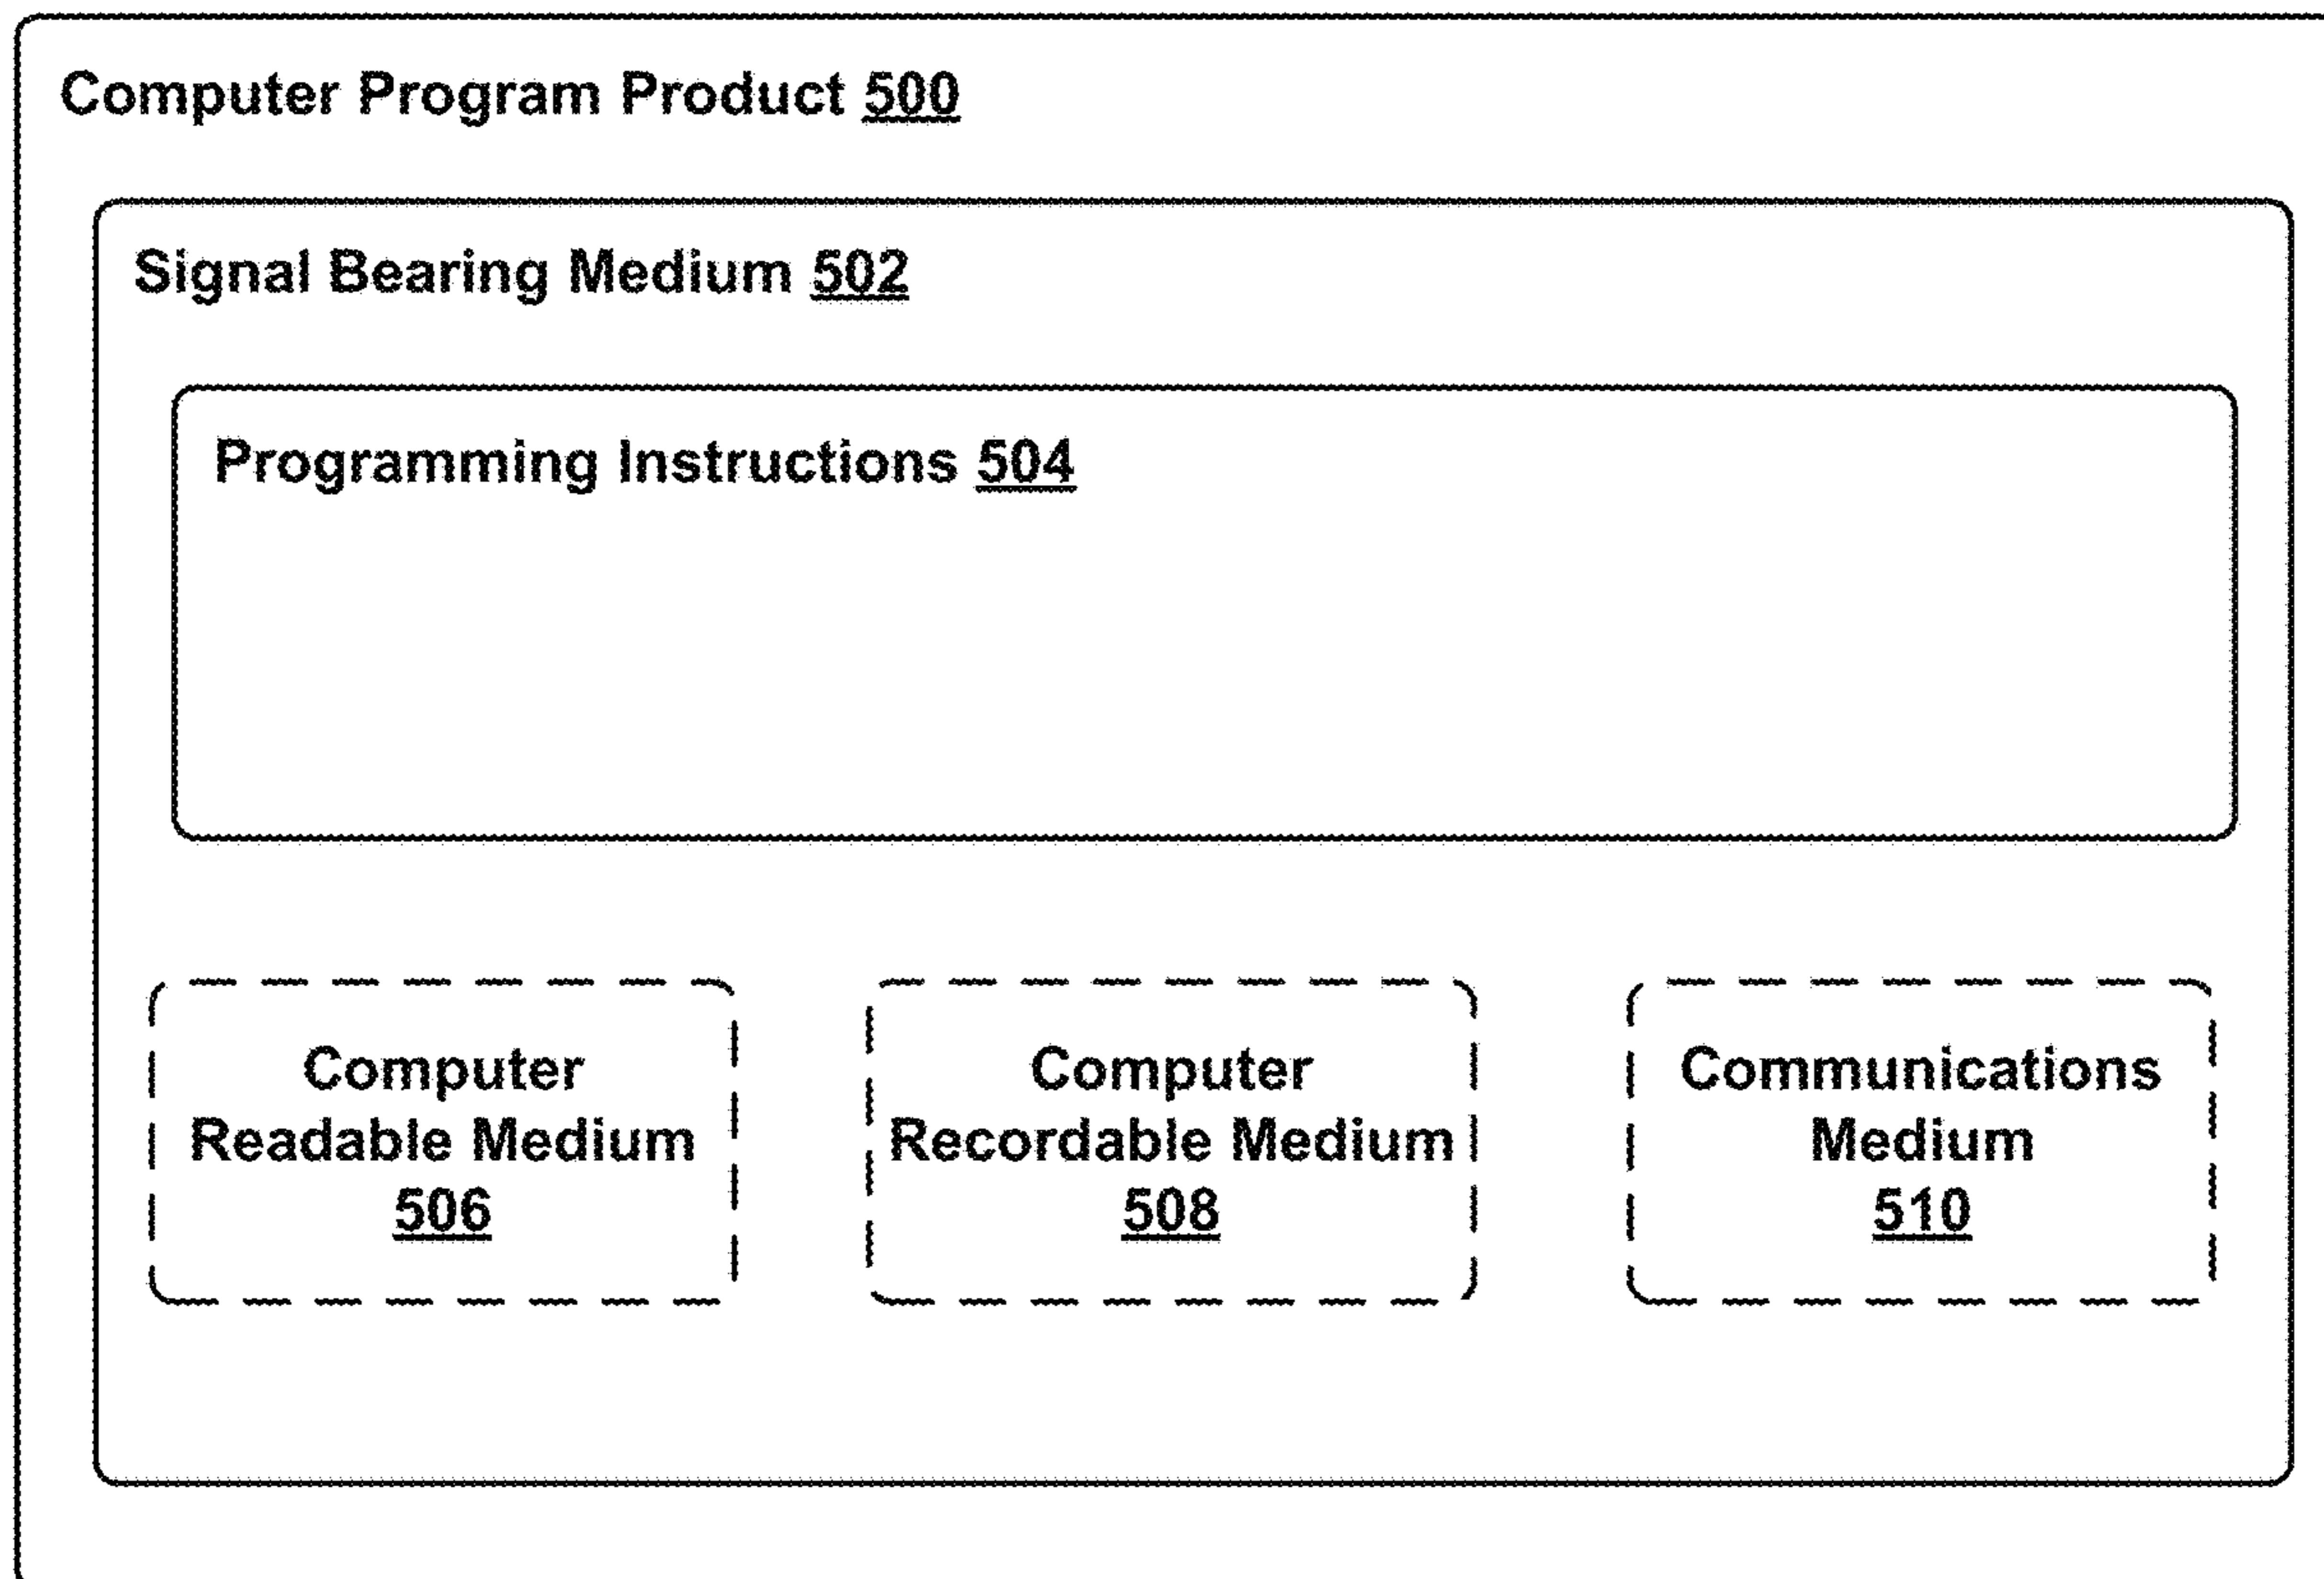 Computer Program Product 500
Signal Bearing Medium 502
Programming Instructions 504
Computer
Readable Medium
506
Computer
Recordable Medium
508
Communications
Medium
510